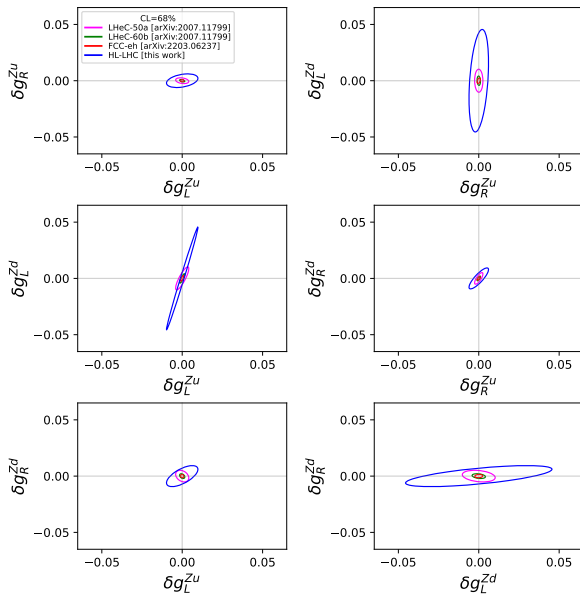 CL=68%
LHeC-50a [arXiv:2007.11799]
LHeC-60b [arXiv:2007.11799]
FCC-eh [arXiv:2203.06237]
HL-LHC [this work]
0.05
0.00
−0.05
δg_R^{Zu}
−0.05 0.00 0.05
δg_L^{Zu}
0.05
0.00
−0.05
δg_L^{Zd}
−0.05 0.00 0.05
δg_R^{Zu}
0.05
0.00
−0.05
δg_L^{Zd}
−0.05 0.00 0.05
δg_L^{Zu}
0.05
0.00
−0.05
δg_R^{Zd}
−0.05 0.00 0.05
δg_R^{Zu}
0.05
0.00
−0.05
δg_R^{Zd}
−0.05 0.00 0.05
δg_L^{Zu}
0.05
0.00
−0.05
δg_R^{Zd}
−0.05 0.00 0.05
δg_L^{Zd}